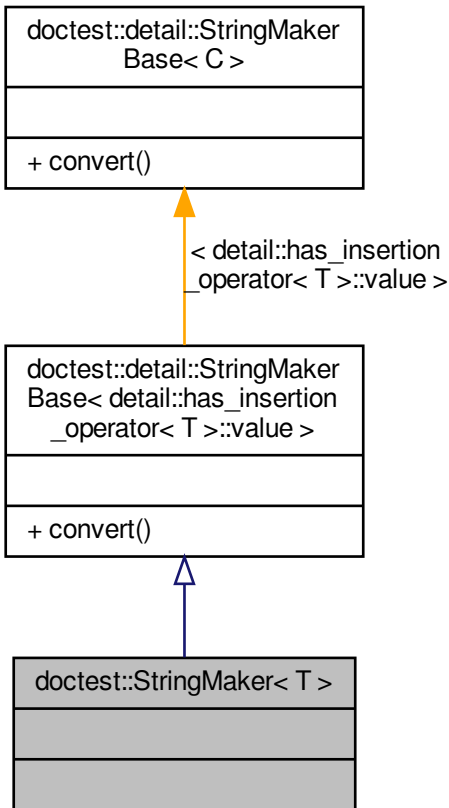 doctest::detail::StringMaker
Base< C >
+ convert()
< detail::has_insertion
_operator< T >::value >
doctest::detail::StringMaker
Base< detail::has_insertion
_operator< T >::value >
+ convert()
doctest::StringMaker< T >